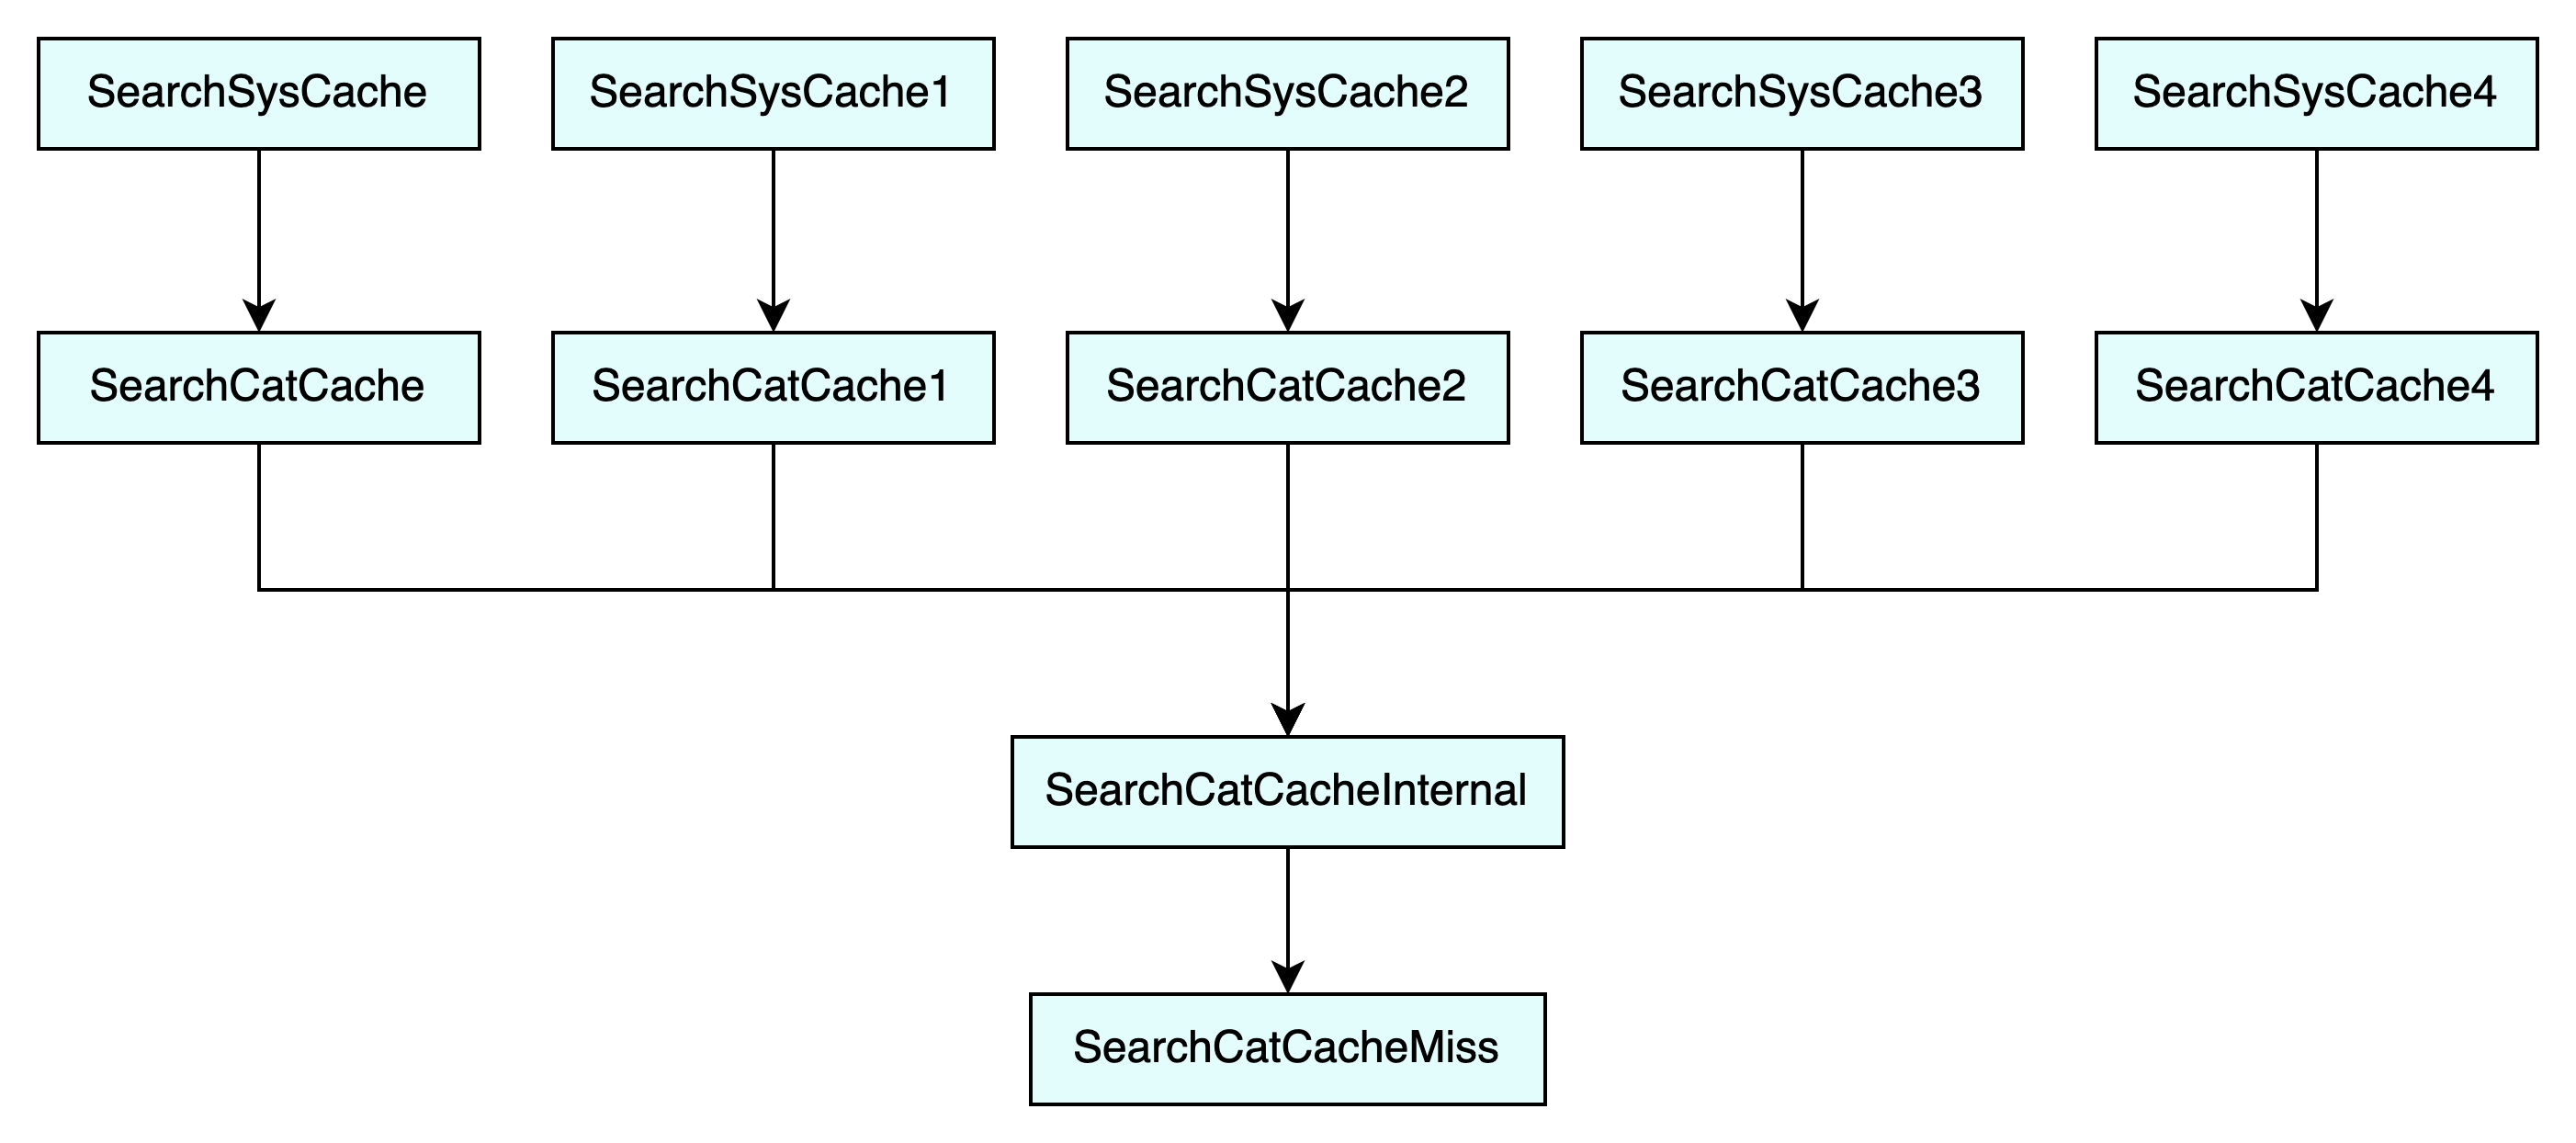 SearchSysCache
SearchSysCache1
SearchSysCache2
SearchSysCache3
SearchSysCache4
SearchCatCache
SearchCatCache1
SearchCatCache2
SearchCatCache3
SearchCatCache4
SearchCatCacheInternal
SearchCatCacheMiss